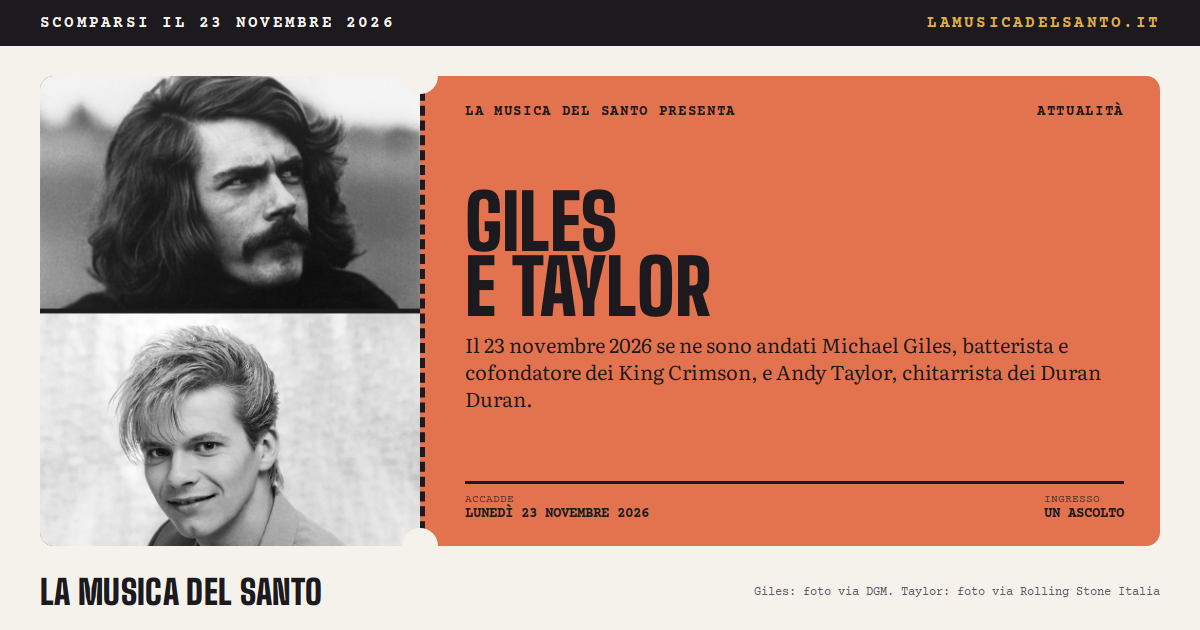 SCOMPARSI IL 23 NOVEMBRE 2026
LAMUSICADELSANTO.IT
LA MUSICA DEL SANTO PRESENTA
ATTUALITÀ
GILES
E TAYLOR
Il 23 novembre 2026 se ne sono andati Michael Giles, batterista e
cofondatore dei King Crimson, e Andy Taylor, chitarrista dei Duran
Duran.
ACCADDE
LUNEDÌ 23 NOVEMBRE 2026
INGRESSO
UN ASCOLTO
LA MUSICA DEL SANTO
Giles: foto via DGM. Taylor: foto via Rolling Stone Italia